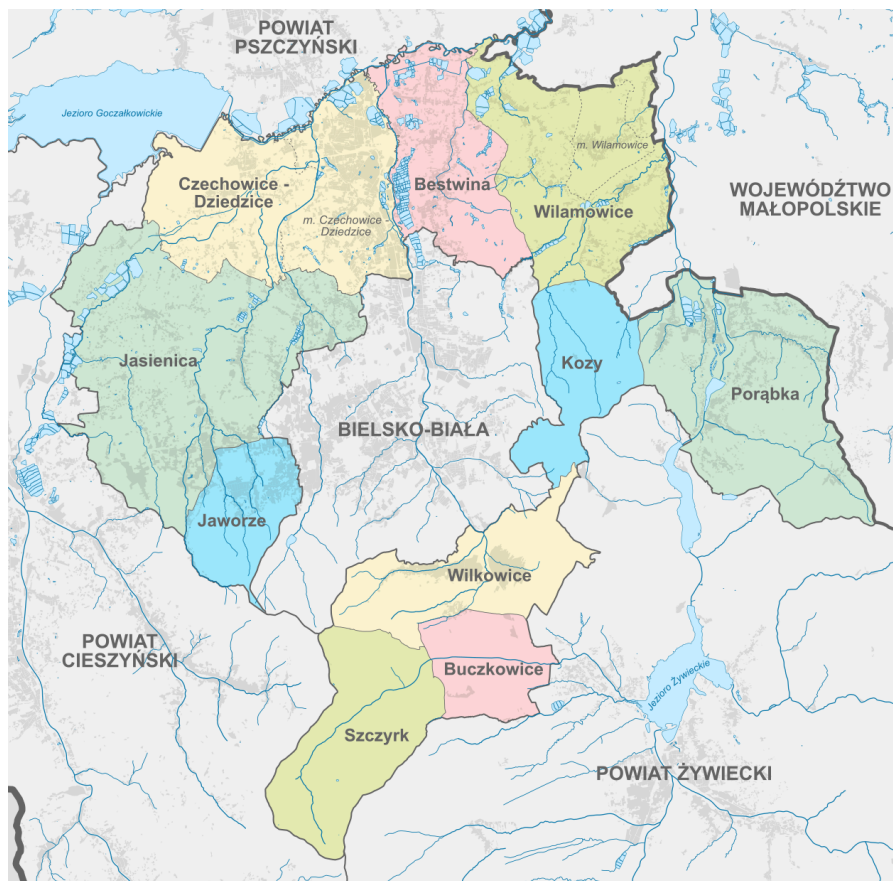 POWIAT
PSZCZYŃSKI
Jezioro Goczałkowickie
m. Wilamowice
Czechowice -
Dziedzice
Bestwina
WOJEWÓDŹTWO
MAŁOPOLSKIE
Wilamowice
m. Czechowice -
Dziedzice
Jasienica
Kozy
Porąbka
BIELSKO-BIAŁA
Jaworze
Wilkowice
POWIAT
CIESZYŃSKI
Buczkowice
Jezioro Żywieckie
Szczyrk
POWIAT ŻYWIECKI